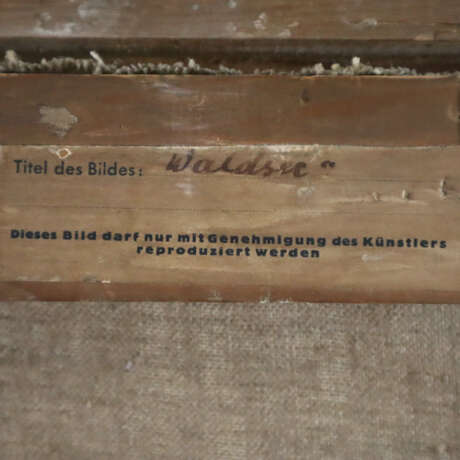 Titel des Bildes: Waldsee"
Dieses Bild darf nur mit Genehmigung des Künstlers
reproduziert werden